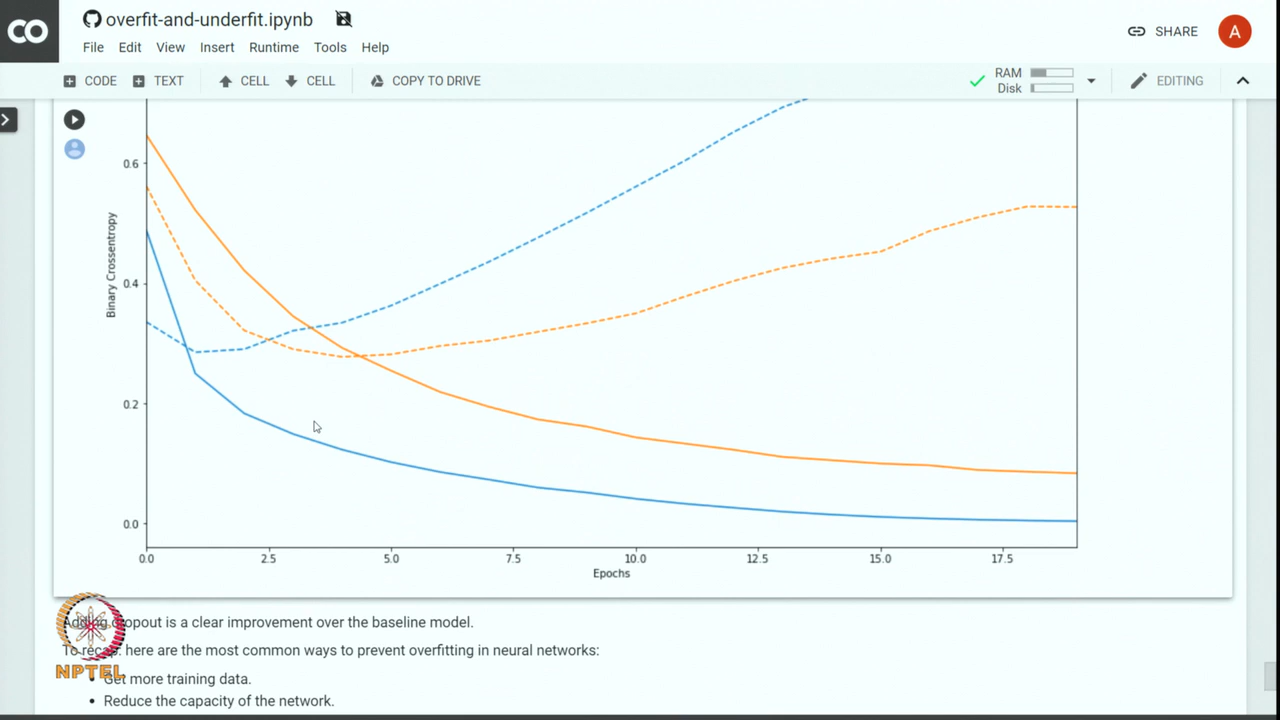 CO
overfit-and-underfit.ipynb
File Edit View Insert Runtime Tools Help
SHARE
A
CODE TEXT CELL CELL COPY TO DRIVE
RAM
Disk
EDITING
0.6
0.4
0.2
0.0
Binary Crossentropy
0.0 2.5 5.0 7.5 10.0 12.5 15.0 17.5
Epochs
Adding dropout is a clear improvement over the baseline model.
To recap: here are the most common ways to prevent overfitting in neural networks:
NPTEL
• Get more training data.
• Reduce the capacity of the network.